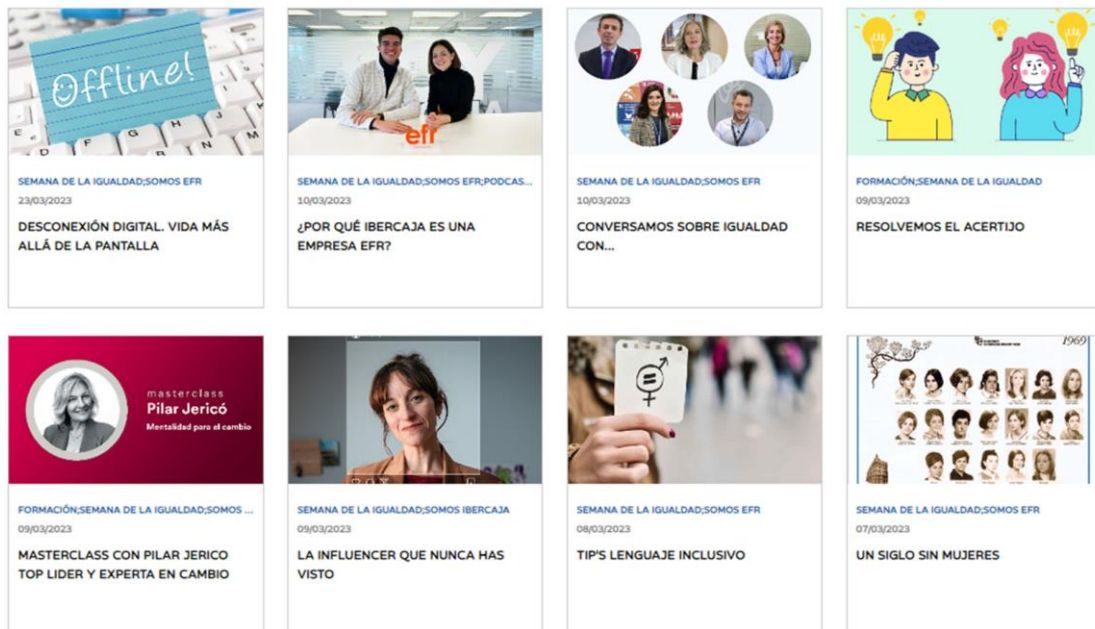 Offline!
efr
SEMANA DE LA IGUALDAD;SOMOS EFR
23/03/2023
DESCONEXIÓN DIGITAL. VIDA MÁS
ALLÁ DE LA PANTALLA
SEMANA DE LA IGUALDAD;SOMOS EFR;PODCAS...
10/03/2023
¿POR QUÉ IBERCAJA ES UNA
EMPRESA EFR?
SEMANA DE LA IGUALDAD;SOMOS EFR
10/03/2023
CONVERSAMOS SOBRE IGUALDAD
CON...
FORMACIÓN;SEMANA DE LA IGUALDAD
09/03/2023
RESOLVEMOS EL ACERTIJO
masterclass
Pilar Jericó
Mentalidad para el cambio
1969
FORMACIÓN;SEMANA DE LA IGUALDAD;SOMOS ...
09/03/2023
MASTERCLASS CON PILAR JERICO
TOP LIDER Y EXPERTA EN CAMBIO
SEMANA DE LA IGUALDAD;SOMOS IBERCAJA
09/03/2023
LA INFLUENCER QUE NUNCA HAS
VISTO
SEMANA DE LA IGUALDAD;SOMOS EFR
08/03/2023
TIP'S LENGUAJE INCLUSIVO
SEMANA DE LA IGUALDAD;SOMOS EFR
07/03/2023
UN SIGLO SIN MUJERES